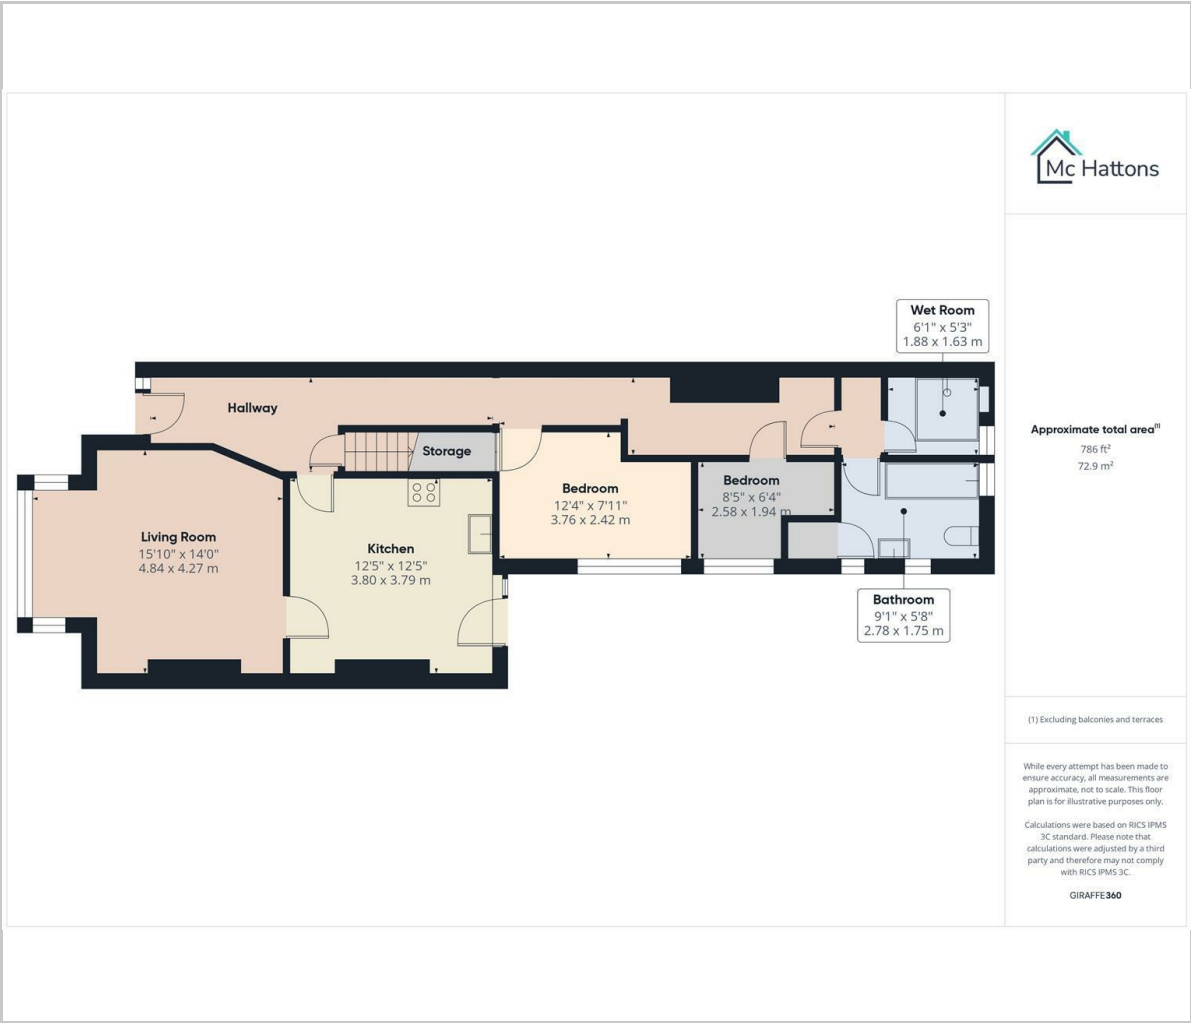 Mc Hattons
Wet Room
6'1" x 5'3"
1.88 x 1.63 m
Hallway
Storage
Bedroom
12'4" x 7'11"
3.76 x 2.42 m
Bedroom
8'5" x 6'4"
2.58 x 1.94 m
Living Room
15'10" x 14'0"
4.84 x 4.27 m
Kitchen
12'5" x 12'5"
3.80 x 3.79 m
Bathroom
9'1" x 5'8"
2.78 x 1.75 m
Approximate total area(1)
786 ft²
72.9 m²
(1) Excluding balconies and terraces
While every attempt has been made to
ensure accuracy, all measurements are
approximate, not to scale. This floor
plan is for illustrative purposes only.
Calculations were based on RICS IPMS
3C standard. Please note that
calculations were adjusted by a third
party and therefore may not comply
with RICS IPMS 3C.
GIRAFFE360